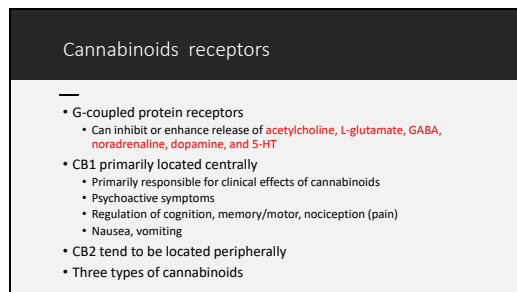 Cannabinoids receptors
• G-coupled protein receptors
• Can inhibit or enhance release of acetylcholine, L-glutamate, GABA,
noradrenaline, dopamine, and 5-HT
• CB1 primarily located centrally
• Primarily responsible for clinical effects of cannabinoids
• Psychoactive symptoms
• Regulation of cognition, memory/motor, nociception (pain)
• Nausea, vomiting
• CB2 tend to be located peripherally
• Three types of cannabinoids